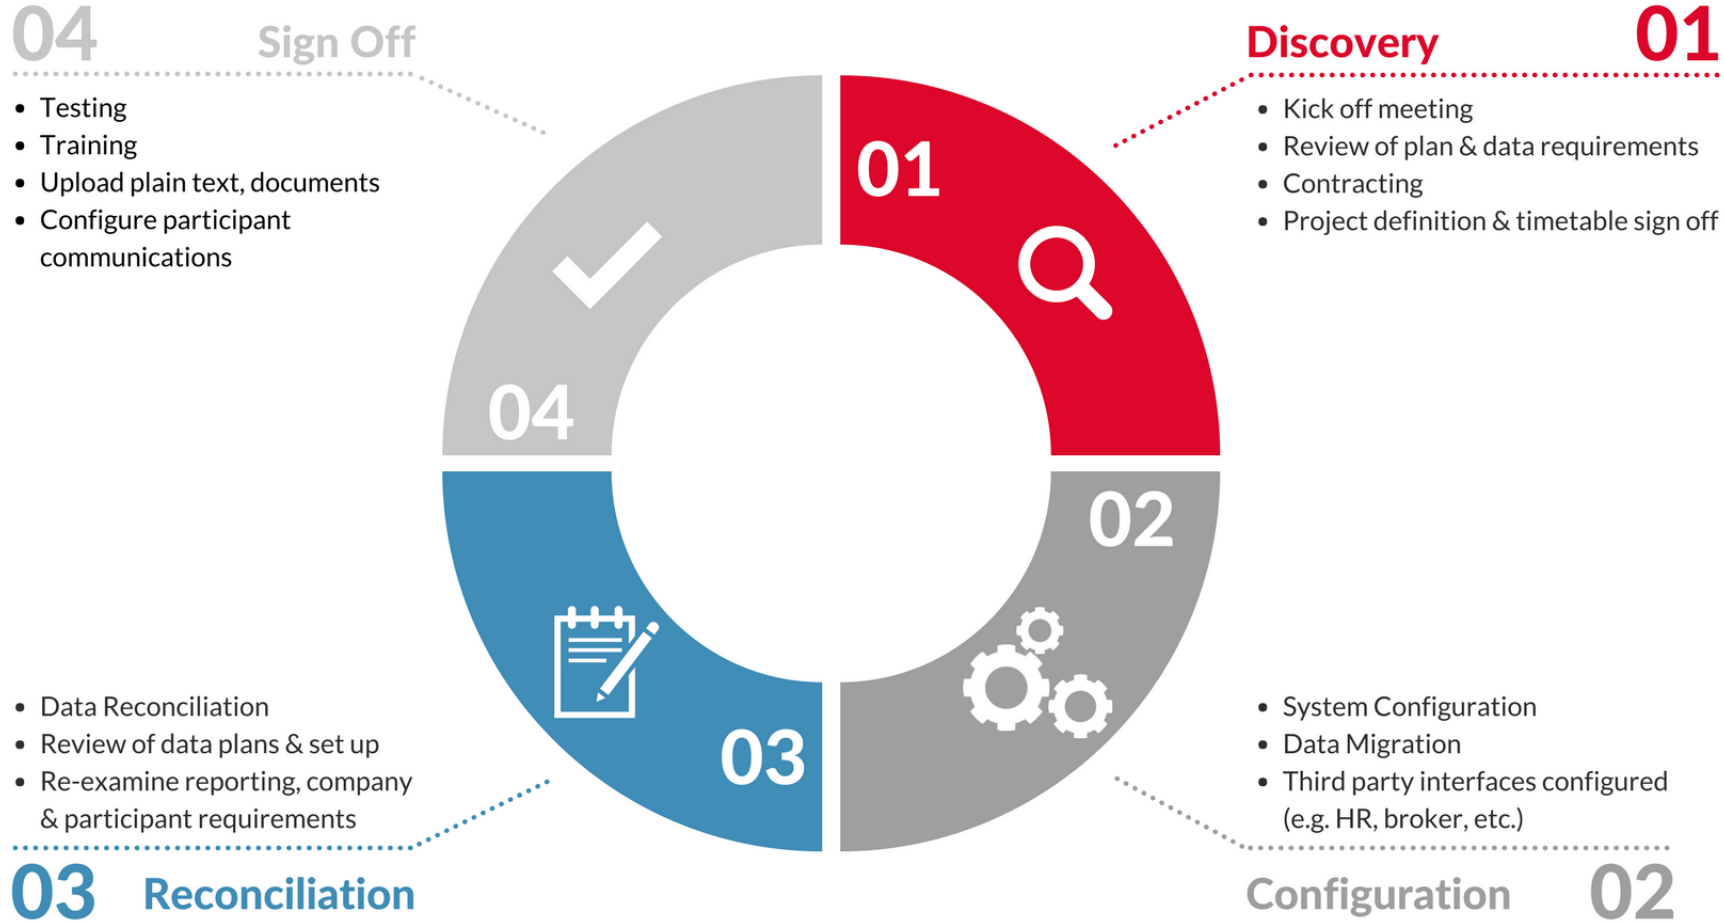 04 Sign Off
• Testing
• Training
• Upload plain text, documents
• Configure participant
communications
Discovery 01
• Kick off meeting
• Review of plan & data requirements
• Contracting
• Project definition & timetable sign off
01
04
02
03
• Data Reconciliation
• Review of data plans & set up
• Re-examine reporting, company
& participant requirements
03 Reconciliation
• System Configuration
• Data Migration
• Third party interfaces configured
(e.g. HR, broker, etc.)
Configuration 02